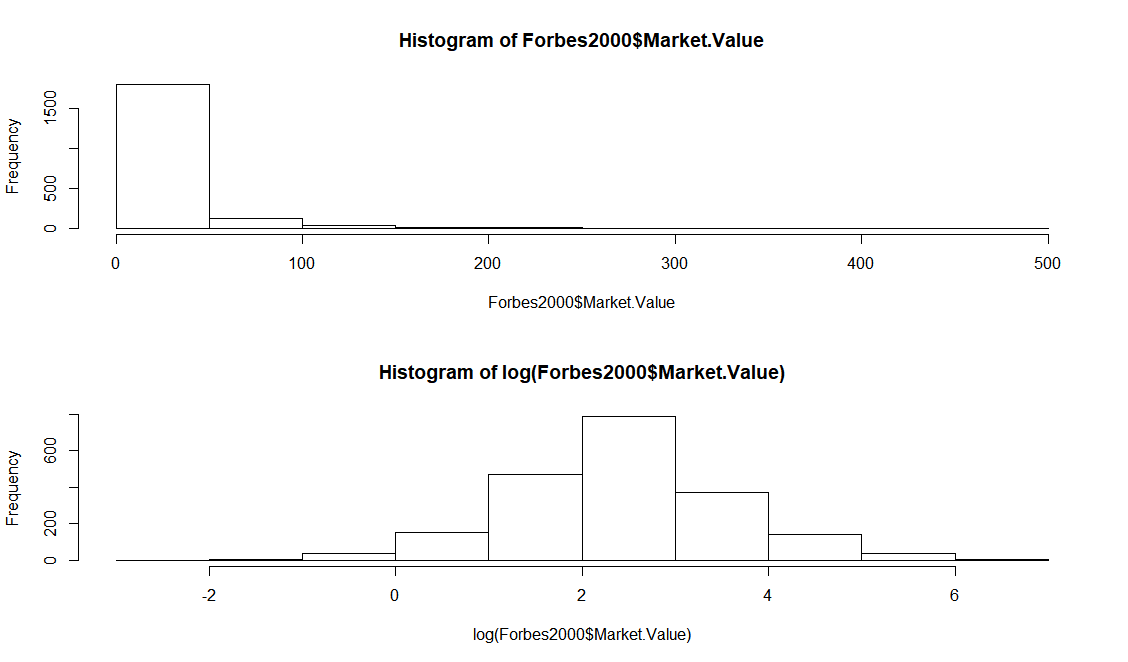 Histogram of Forbes2000$Market.Value
Frequency
0 500 1500
0 100 200 300 400 500
Forbes2000$Market.Value
Histogram of log(Forbes2000$Market.Value)
Frequency
0 200 600
-2 0 2 4 6
log(Forbes2000$Market.Value)